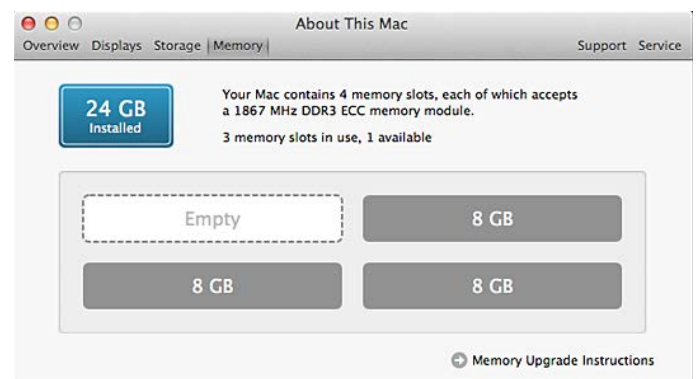 About This Mac
Overview Displays Storage Memory Support Service
24 GB
Installed
Your Mac contains 4 memory slots, each of which accepts
a 1867 MHz DDR3 ECC memory module.
3 memory slots in use, 1 available
Empty 8 GB
8 GB 8 GB
Memory Upgrade Instructions